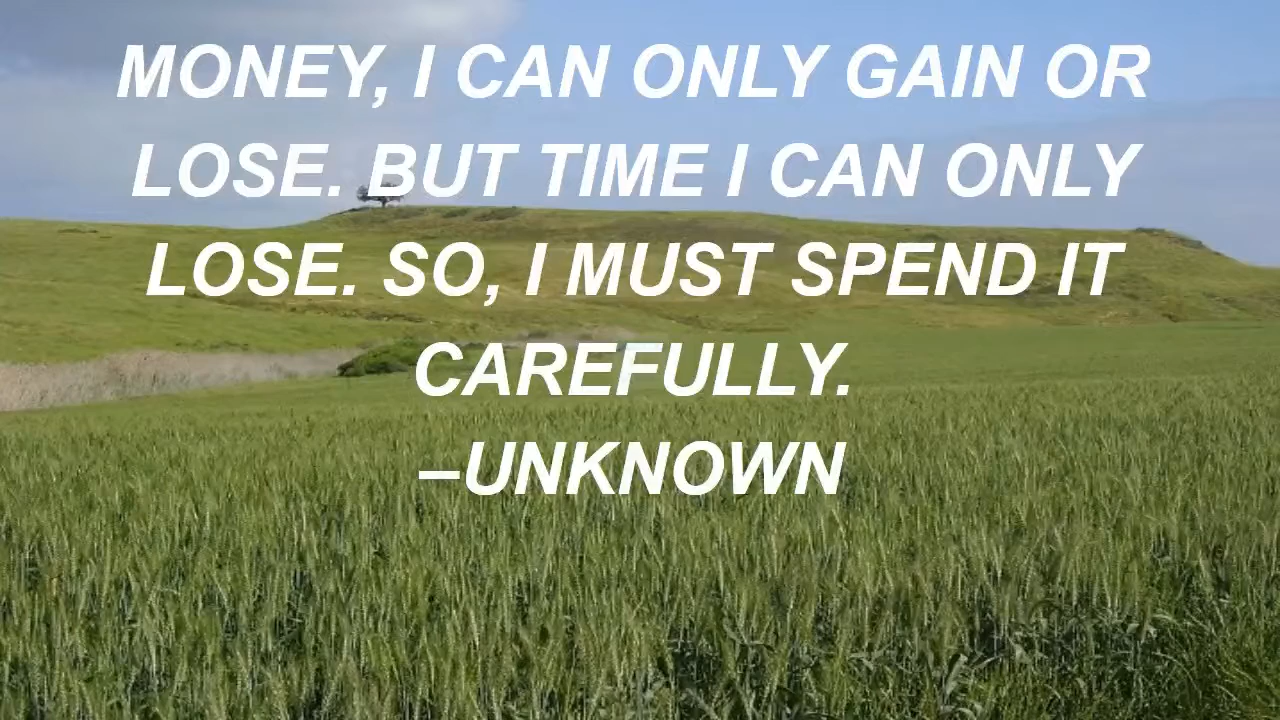 MONEY, I CAN ONLY GAIN OR
LOSE. BUT TIME I CAN ONLY
LOSE. SO, I MUST SPEND IT
CAREFULLY.
–UNKNOWN